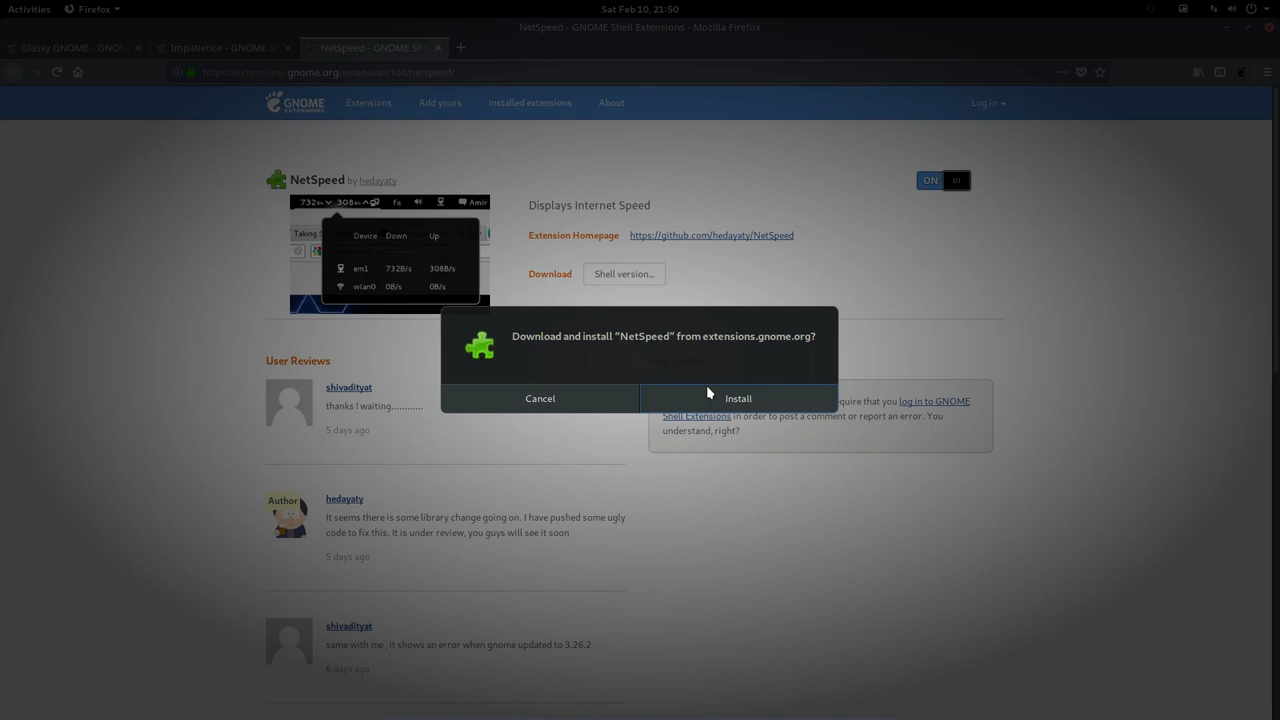 Activities
Firefox
Sat Feb 10, 21:50
NetSpeed - GNOME Shell Extensions - Mozilla Firefox
Glassy GNOME - GNO
Impatience - GNOME S
NetSpeed - GNOME Sh
https://extensions.gnome.org/extension/104/netspeed/
GNOME
EXTENSIONS
Extensions
Add yours
Installed extensions
About
Log in
NetSpeed by hedayaty
ON
732B/s 308B/s fa Amir
Taking S
Device Down Up
em1 732B/s 308B/s
wlan0 0B/s 0B/s
Displays Internet Speed
Extension Homepage https://github.com/hedayaty/NetSpeed
Download Shell version...
Download and install “NetSpeed” from extensions.gnome.org?
Cancel
Install
User Reviews
shivadityat
thanks ! waiting............
5 days ago
quire that you log in to GNOME
Shell Extensions in order to post a comment or report an error. You
understand, right?
Author
hedayaty
It seems there is some library change going on. I have pushed some ugly
code to fix this. It is under review, you guys will see it soon
5 days ago
shivadityat
same with me , it shows an error when gnome updated to 3.26.2
6 days ago